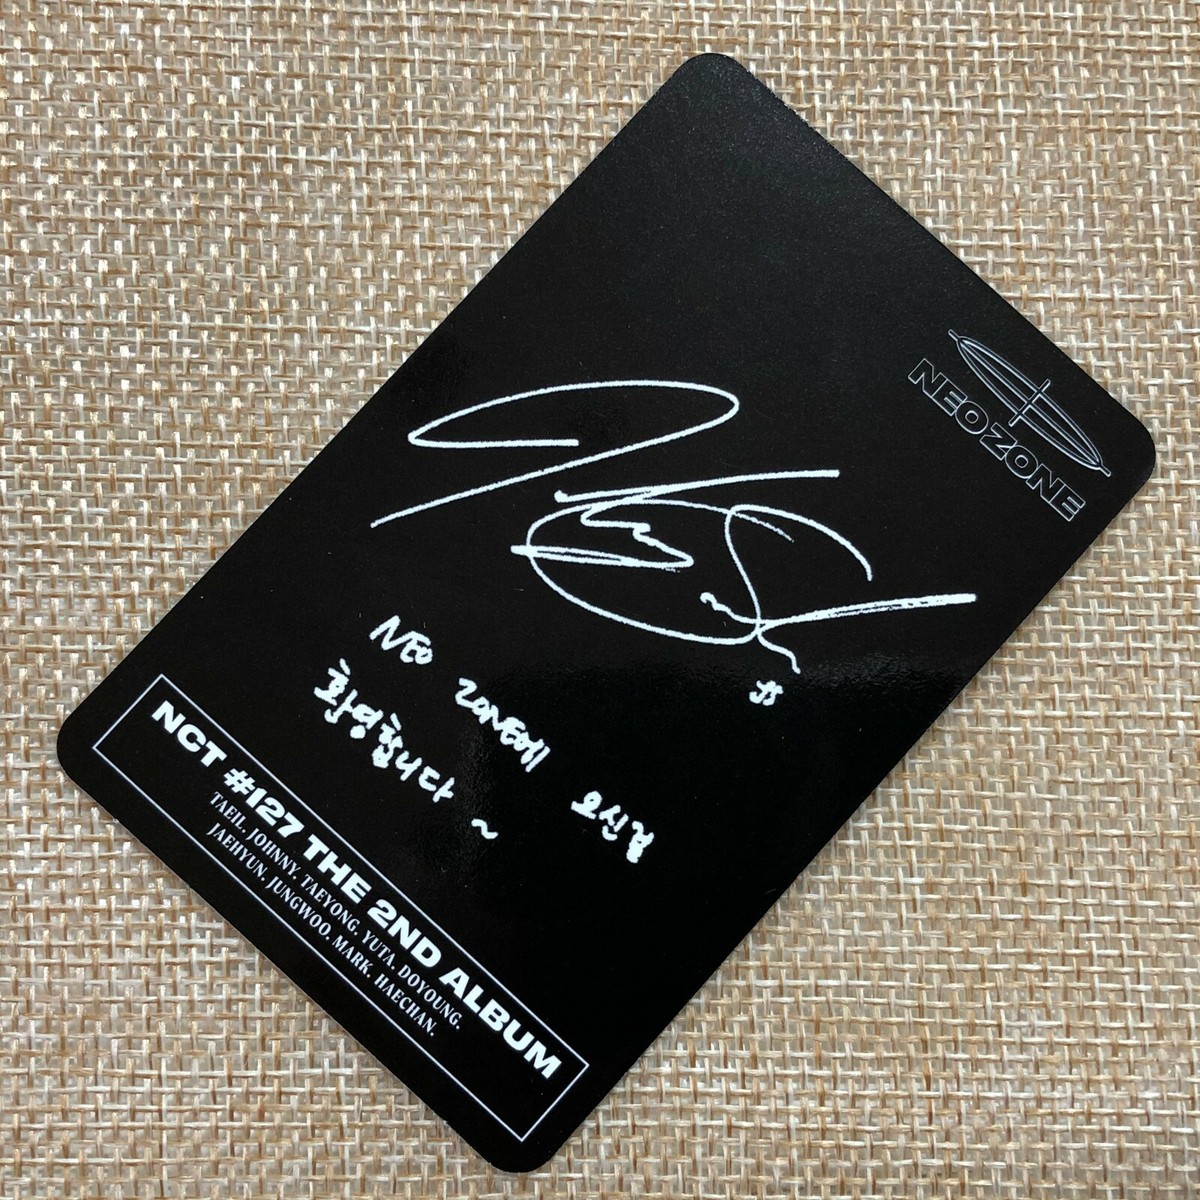 NEO ZONE
NEO ZONE에 오신걸
환영합니다 ~
NCT #127 THE 2ND ALBUM
TAEIL. JOHNNY. TAEYONG. YUTA. DOYOUNG.
JAEHYUN. JUNGWOO. MARK. HAECHAN.